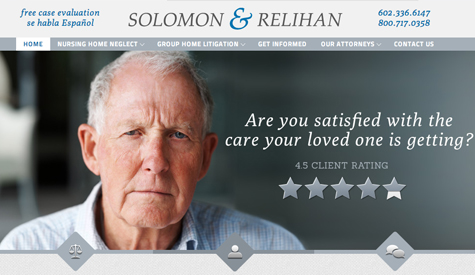 free case evaluation
se habla Español
SOLOMON & RELIHAN
602.336.6147
800.717.0358
HOME NURSING HOME NEGLECT GROUP HOME LITIGATION GET INFORMED OUR ATTORNEYS CONTACT US
Are you satisfied with the
care your loved one is getting?
4.5 CLIENT RATING